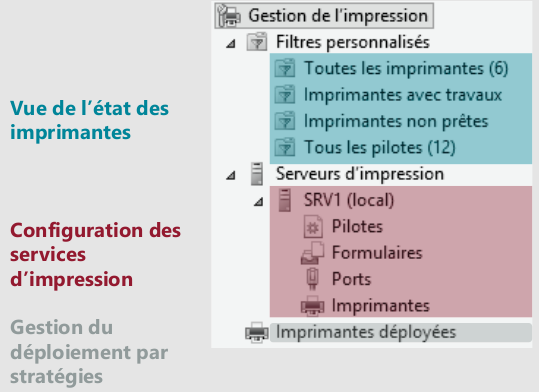 Gestion de l'impression
Filtres personnalisés
Toutes les imprimantes (6)
Imprimantes avec travaux
Imprimantes non prêtes
Tous les pilotes (12)
Serveurs d'impression
SRV1 (local)
Pilotes
Formulaires
Ports
Imprimantes
Imprimantes déployées
Vue de l'état des
imprimantes
Configuration des
services
d'impression
Gestion du
déploiement par
stratégies